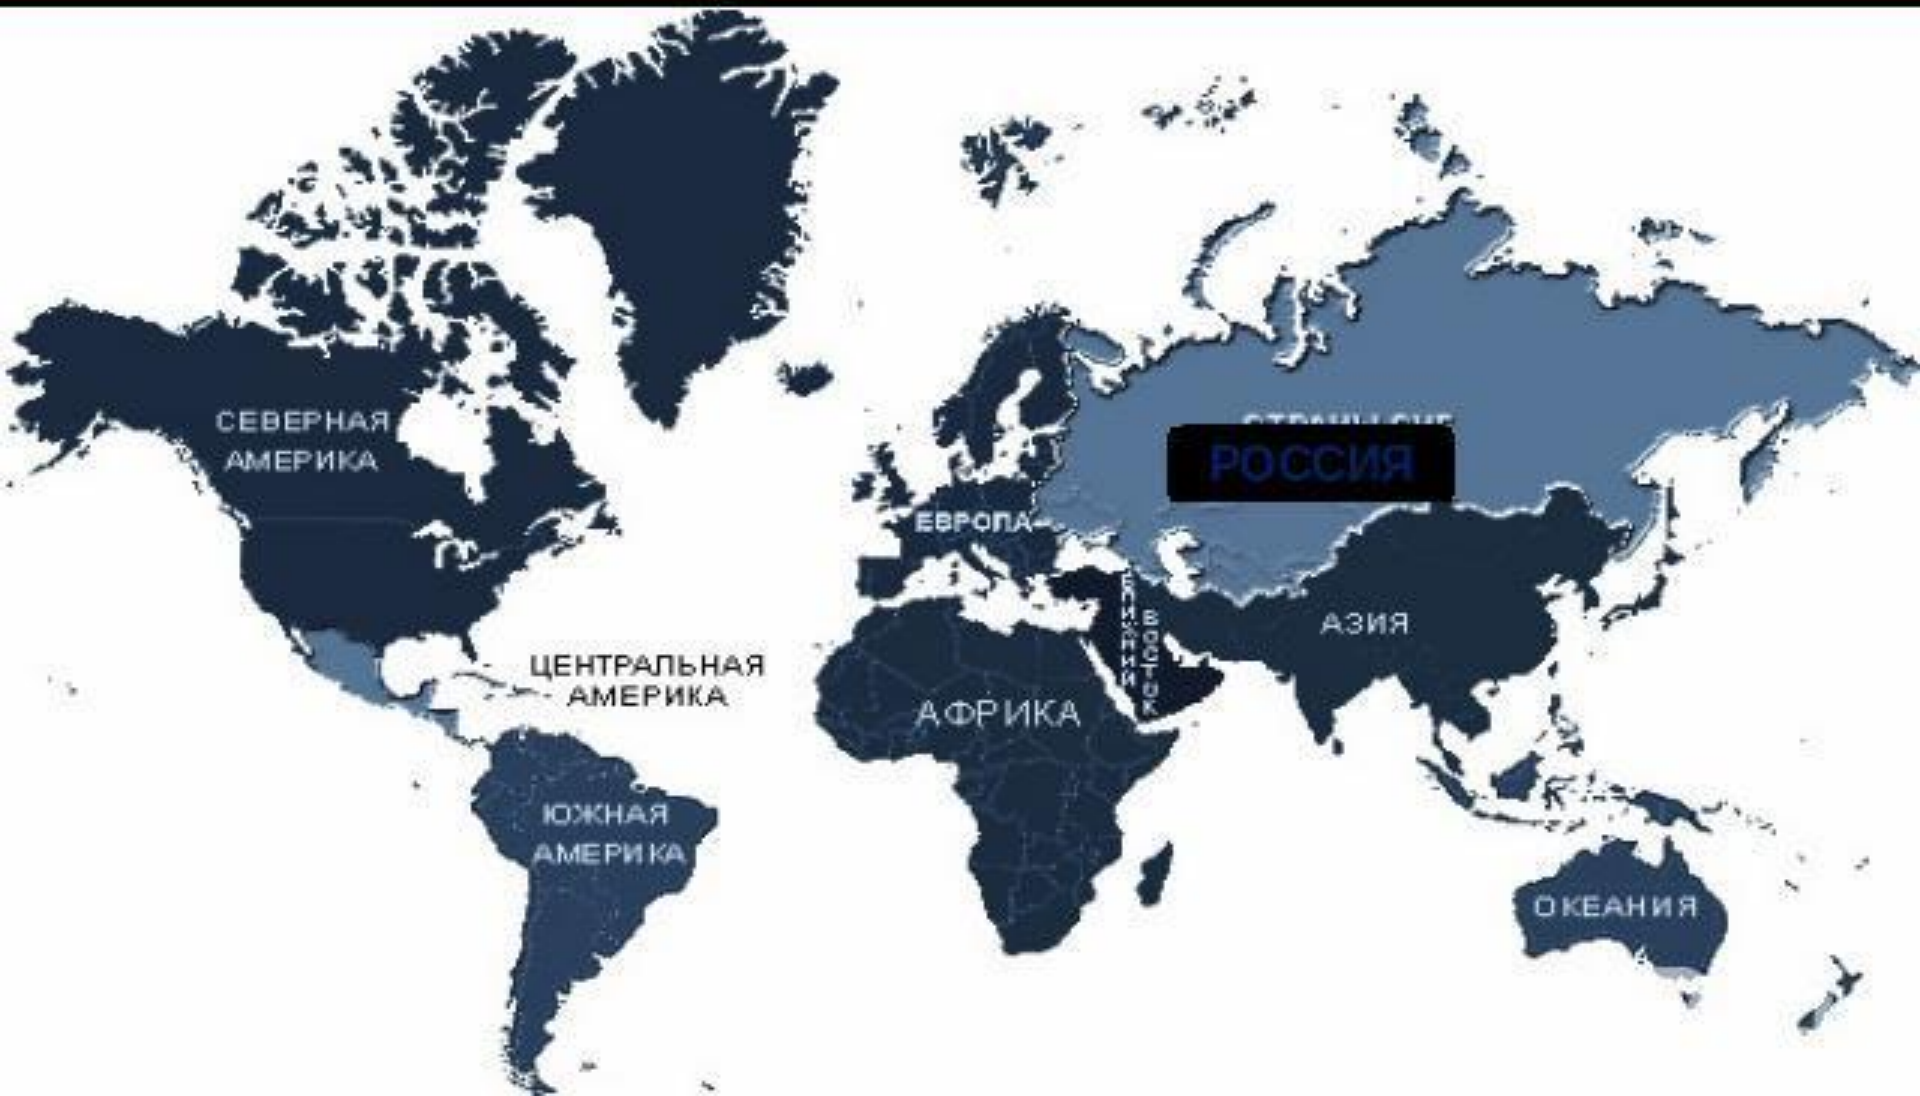 СЕВЕРНАЯ
АМЕРИКА
РОССИЯ
ЕВРОПА
АЗИЯ
БЛИЖНИЙ
ВОСТОК
ЦЕНТРАЛЬНАЯ
АМЕРИКА
АФРИКА
ЮЖНАЯ
АМЕРИКА
ОКЕАНИЯ